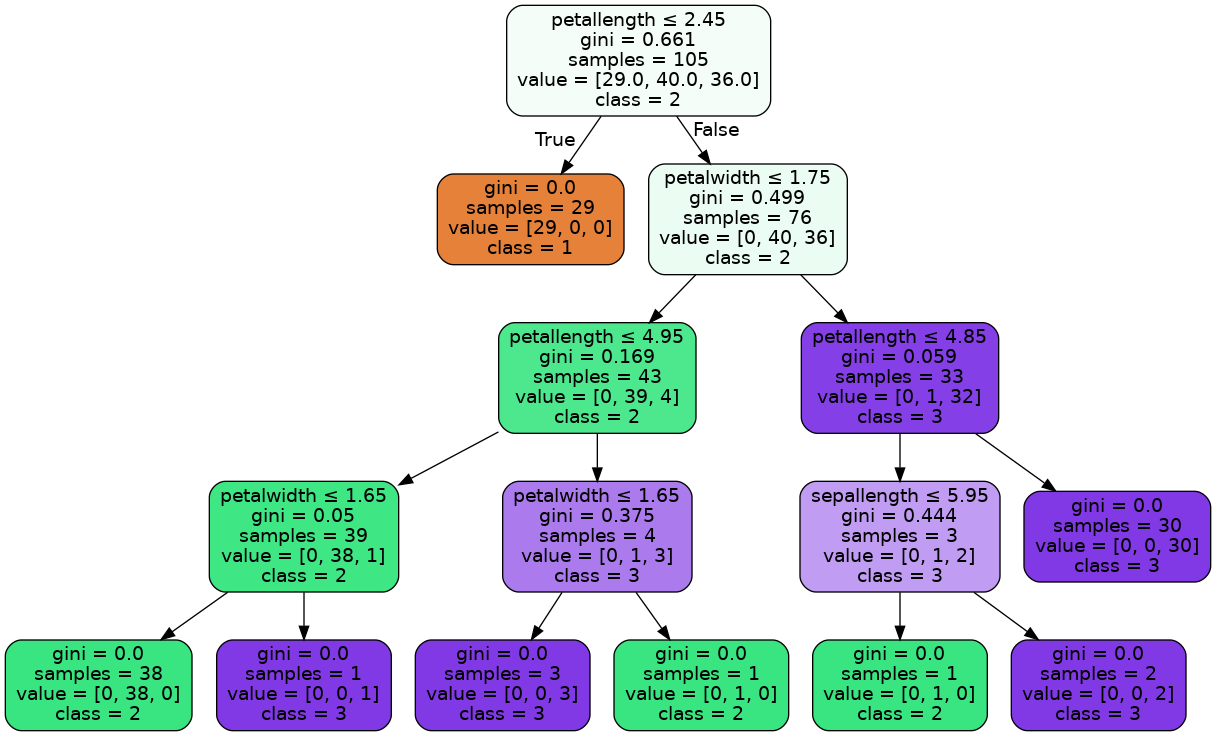 petallength ≤ 2.45
gini = 0.661
samples = 105
value = [29.0, 40.0, 36.0]
class = 2
True
False
gini = 0.0
samples = 29
value = [29, 0, 0]
class = 1
petalwidth ≤ 1.75
gini = 0.499
samples = 76
value = [0, 40, 36]
class = 2
petallength ≤ 4.95
gini = 0.169
samples = 43
value = [0, 39, 4]
class = 2
petallength ≤ 4.85
gini = 0.059
samples = 33
value = [0, 1, 32]
class = 3
petalwidth ≤ 1.65
gini = 0.05
samples = 39
value = [0, 38, 1]
class = 2
petalwidth ≤ 1.65
gini = 0.375
samples = 4
value = [0, 1, 3]
class = 3
sepallength ≤ 5.95
gini = 0.444
samples = 3
value = [0, 1, 2]
class = 3
gini = 0.0
samples = 30
value = [0, 0, 30]
class = 3
gini = 0.0
samples = 38
value = [0, 38, 0]
class = 2
gini = 0.0
samples = 1
value = [0, 0, 1]
class = 3
gini = 0.0
samples = 3
value = [0, 0, 3]
class = 3
gini = 0.0
samples = 1
value = [0, 1, 0]
class = 2
gini = 0.0
samples = 1
value = [0, 1, 0]
class = 2
gini = 0.0
samples = 2
value = [0, 0, 2]
class = 3